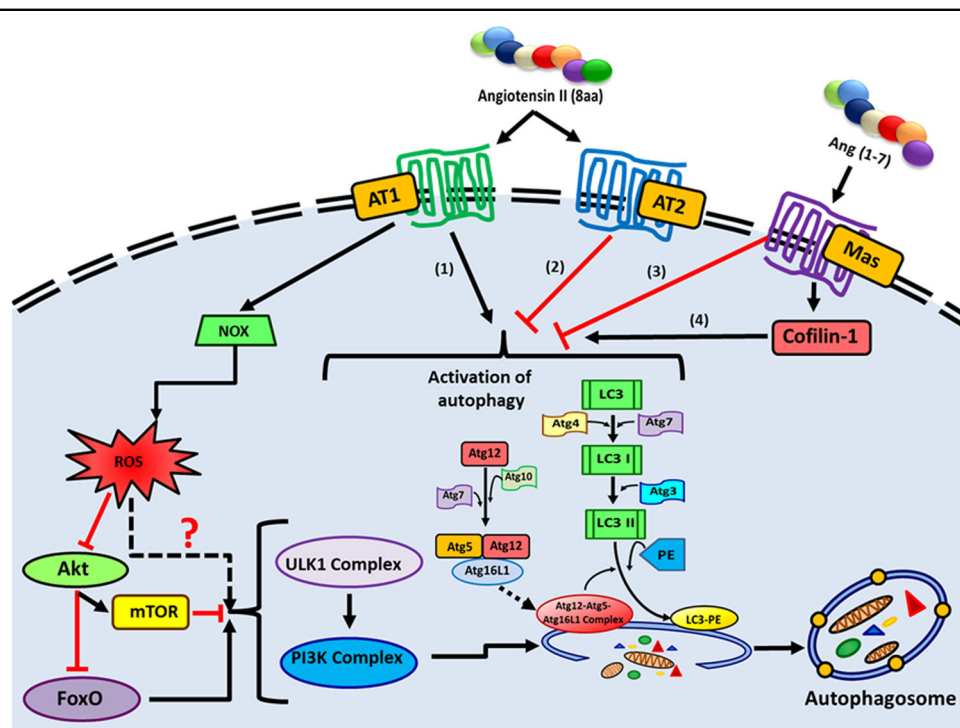 Angiotensin II (8aa)
Ang (1-7)
AT1
AT2
Mas
(1)
(2)
(3)
(4)
NOX
Cofilin-1
Activation of
autophagy
LC3
Atg4
Atg7
ROS
Atg12
LC3 I
Atg10
Atg7
Atg3
?
LC3 II
Atg5
Atg12
PE
Akt
ULK1 Complex
Atg16L1
mTOR
Atg12-Atg5-
Atg16L1 Complex
LC3-PE
PI3K Complex
FoxO
Autophagosome